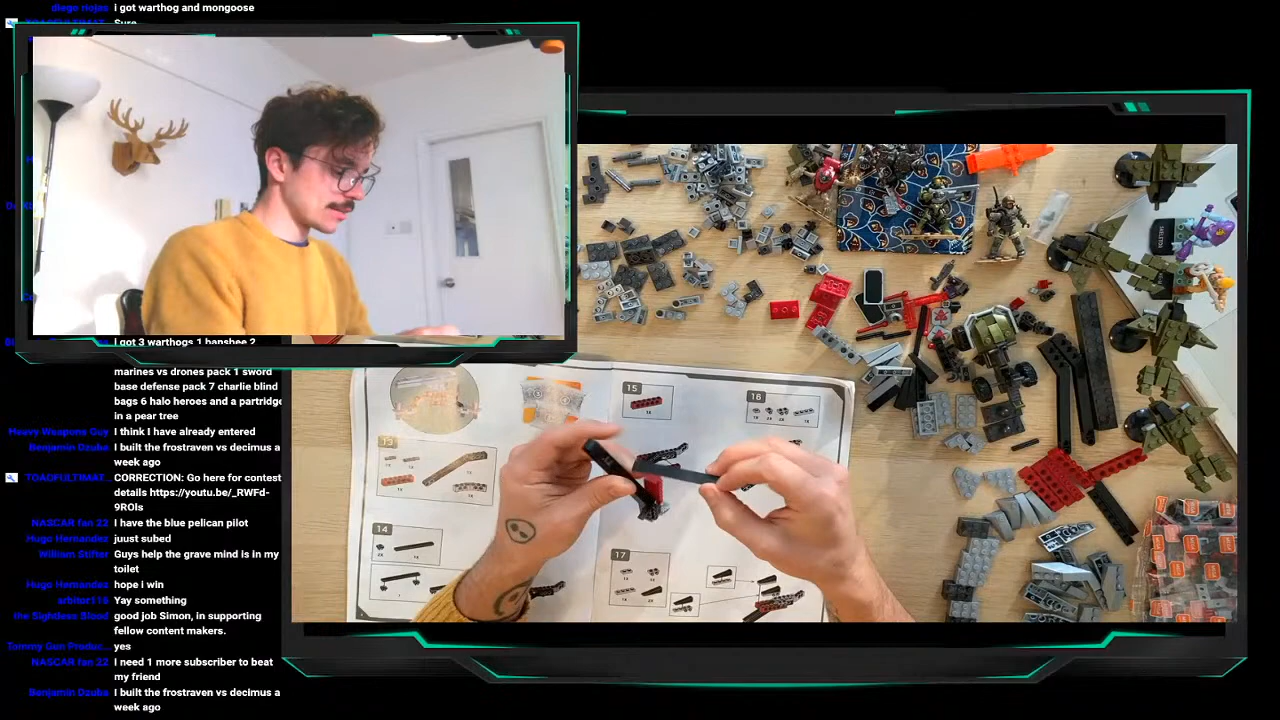 diego riojas i got warthog and mongoose
Sure
i got 3 warthogs 1 banshee 2
marines vs drones pack 1 sword
base defense pack 7 charlie blind
bags 6 halo heroes and a partridge
in a pear tree
Heavy Weapons Guy I think I have already entered
Benjamin Dzuba I built the frostraven vs decimus a
week ago
TOAOFULTIMAT... CORRECTION: Go here for contest
details https://youtu.be/_RWFd-
9ROIs
NASCAR fan 22 I have the blue pelican pilot
Hugo Hernandez juust subed
William Stifter Guys help the grave mind is in my
toilet
Hugo Hernandez hope i win
arbitor115 Yay something
the Sightless Blood good job Simon, in supporting
fellow content makers.
Tommy Gun Produc... yes
NASCAR fan 22 I need 1 more subscriber to beat
my friend
Benjamin Dzuba I built the frostraven vs decimus a
week ago
13
14
15
16
17